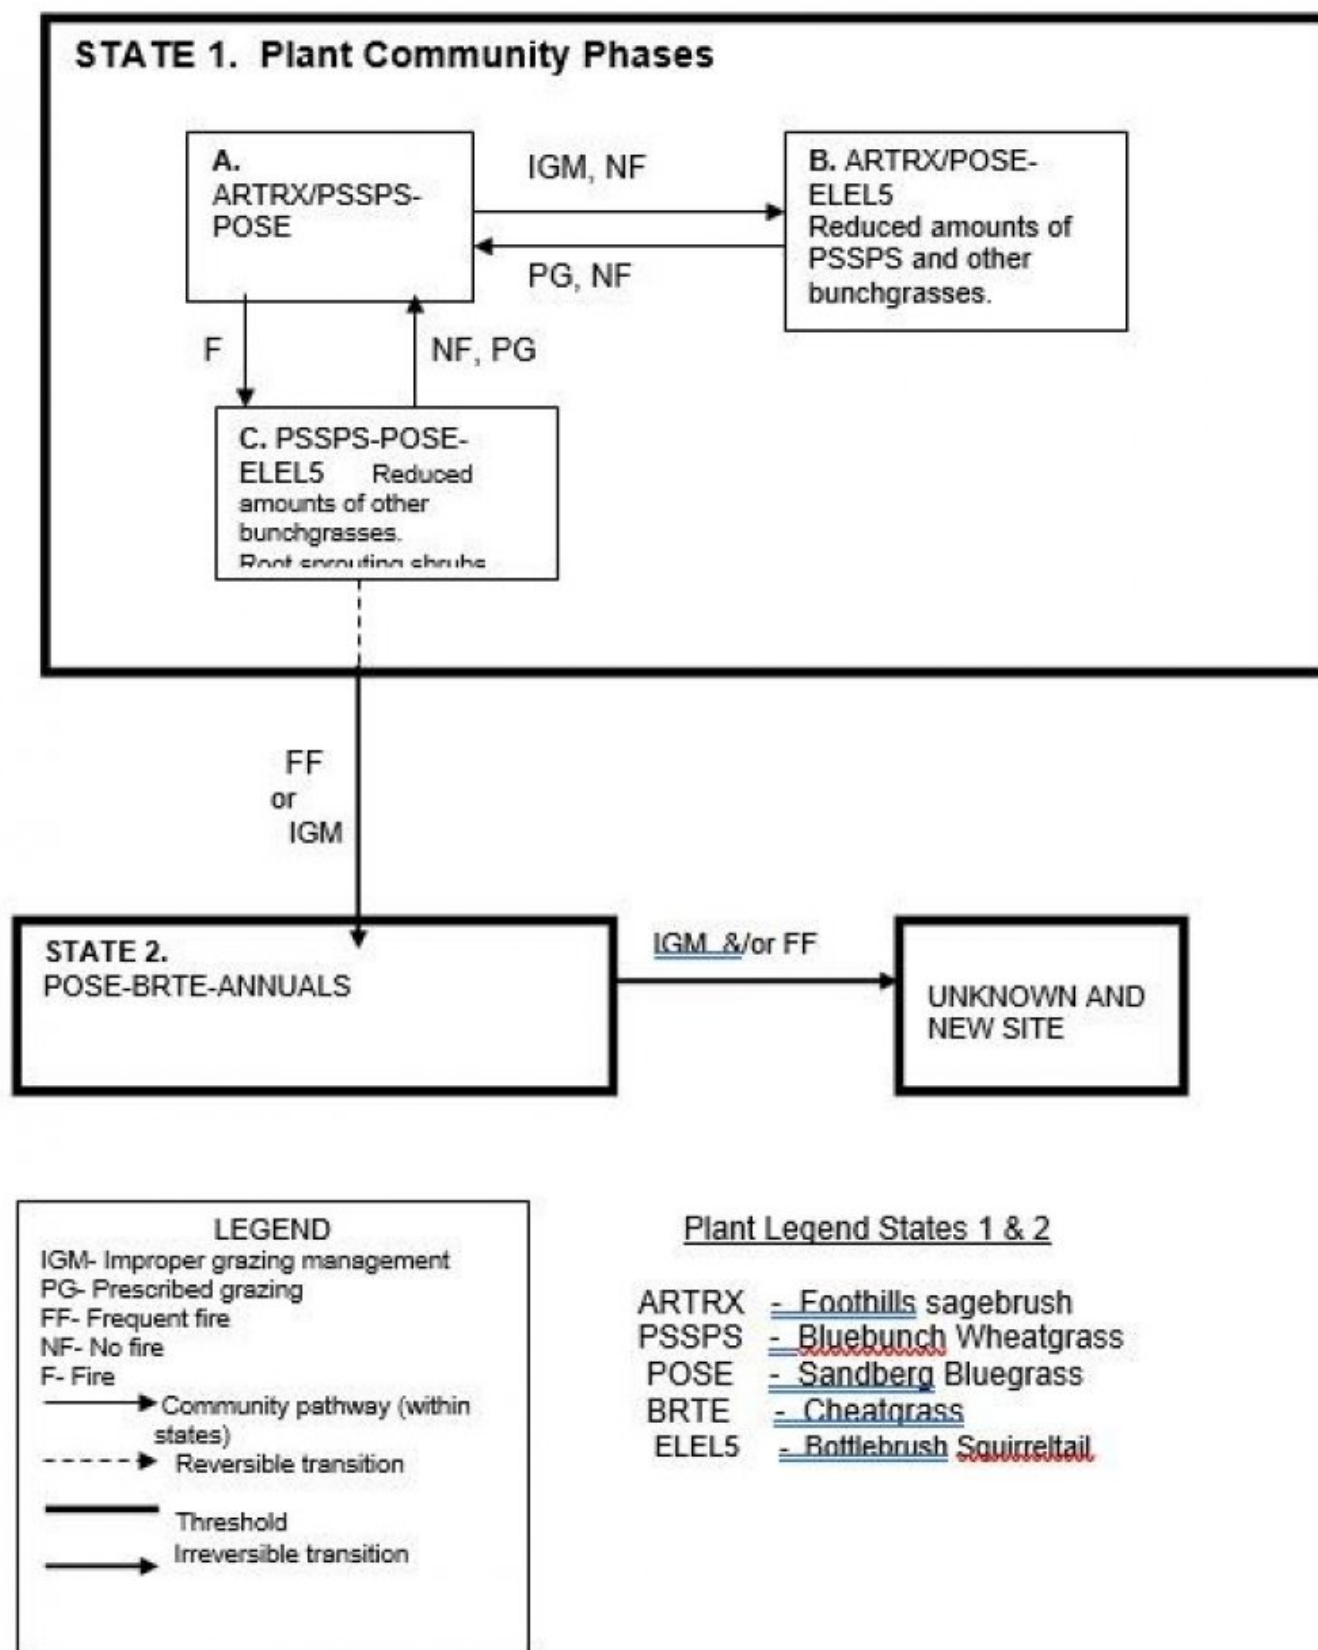 STATE 1. Plant Community Phases
A.
ARTRX/PSSPS-
POSE
IGM, NF
PG, NF
B. ARTRX/POSE-
ELEL5
Reduced amounts of
PSSPS and other
bunchgrasses.
F
NF, PG
C. PSSPS-POSE-
ELEL5 Reduced
amounts of other
bunchgrasses.
Root sprouting shrubs
FF
or
IGM
STATE 2.
POSE-BRTE-ANNUALS
IGM &/or FF
UNKNOWN AND
NEW SITE
LEGEND
IGM- Improper grazing management
PG- Prescribed grazing
FF- Frequent fire
NF- No fire
F- Fire
Community pathway (within
states)
Reversible transition
Threshold
Irreversible transition
Plant Legend States 1 & 2
ARTRX - Foothills sagebrush
PSSPS - Bluebunch Wheatgrass
POSE - Sandberg Bluegrass
BRTE - Cheatgrass
ELEL5 - Bottlebrush Squirreltail